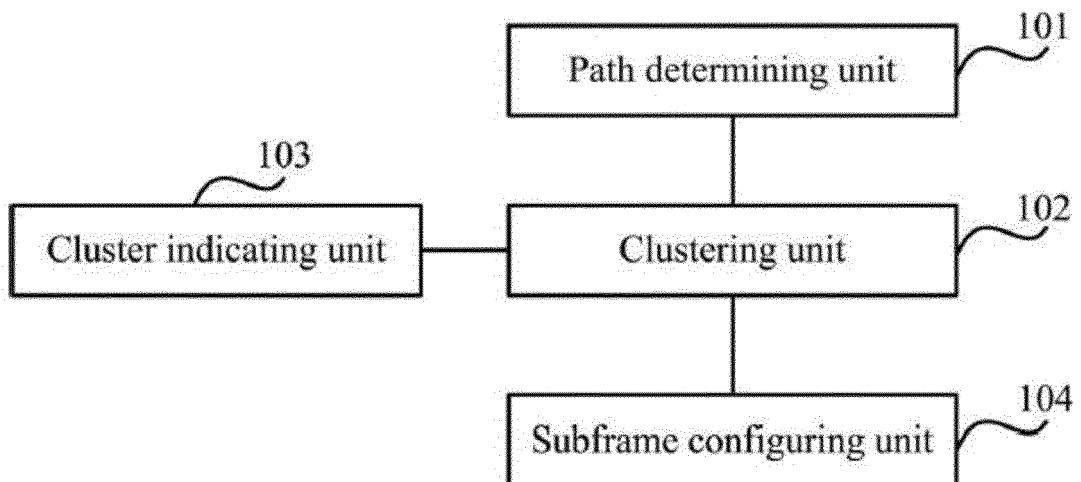 101
Path determining unit
103
102
Cluster indicating unit
Clustering unit
104
Subframe configuring unit